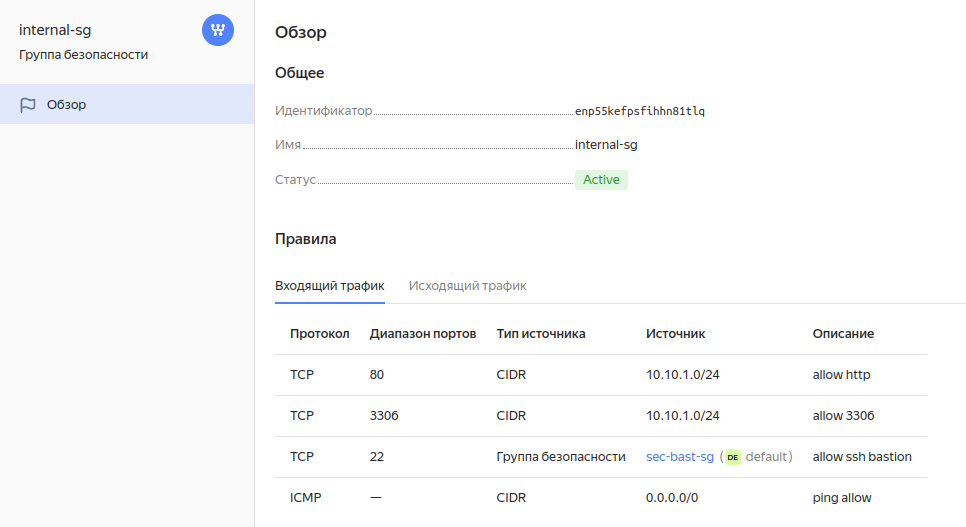 internal-sg
Группа безопасности
Обзор
Обзор
Общее
Идентификатор enp55kefpsfihhn81tlq
Имя internal-sg
Статус Active
Правила
Входящий трафик Исходящий трафик
Протокол Диапазон портов Тип источника Источник Описание
TCP 80 CIDR 10.10.1.0/24 allow http
TCP 3306 CIDR 10.10.1.0/24 allow 3306
TCP 22 Группа безопасности sec-bast-sg (DE default) allow ssh bastion
ICMP — CIDR 0.0.0.0/0 ping allow